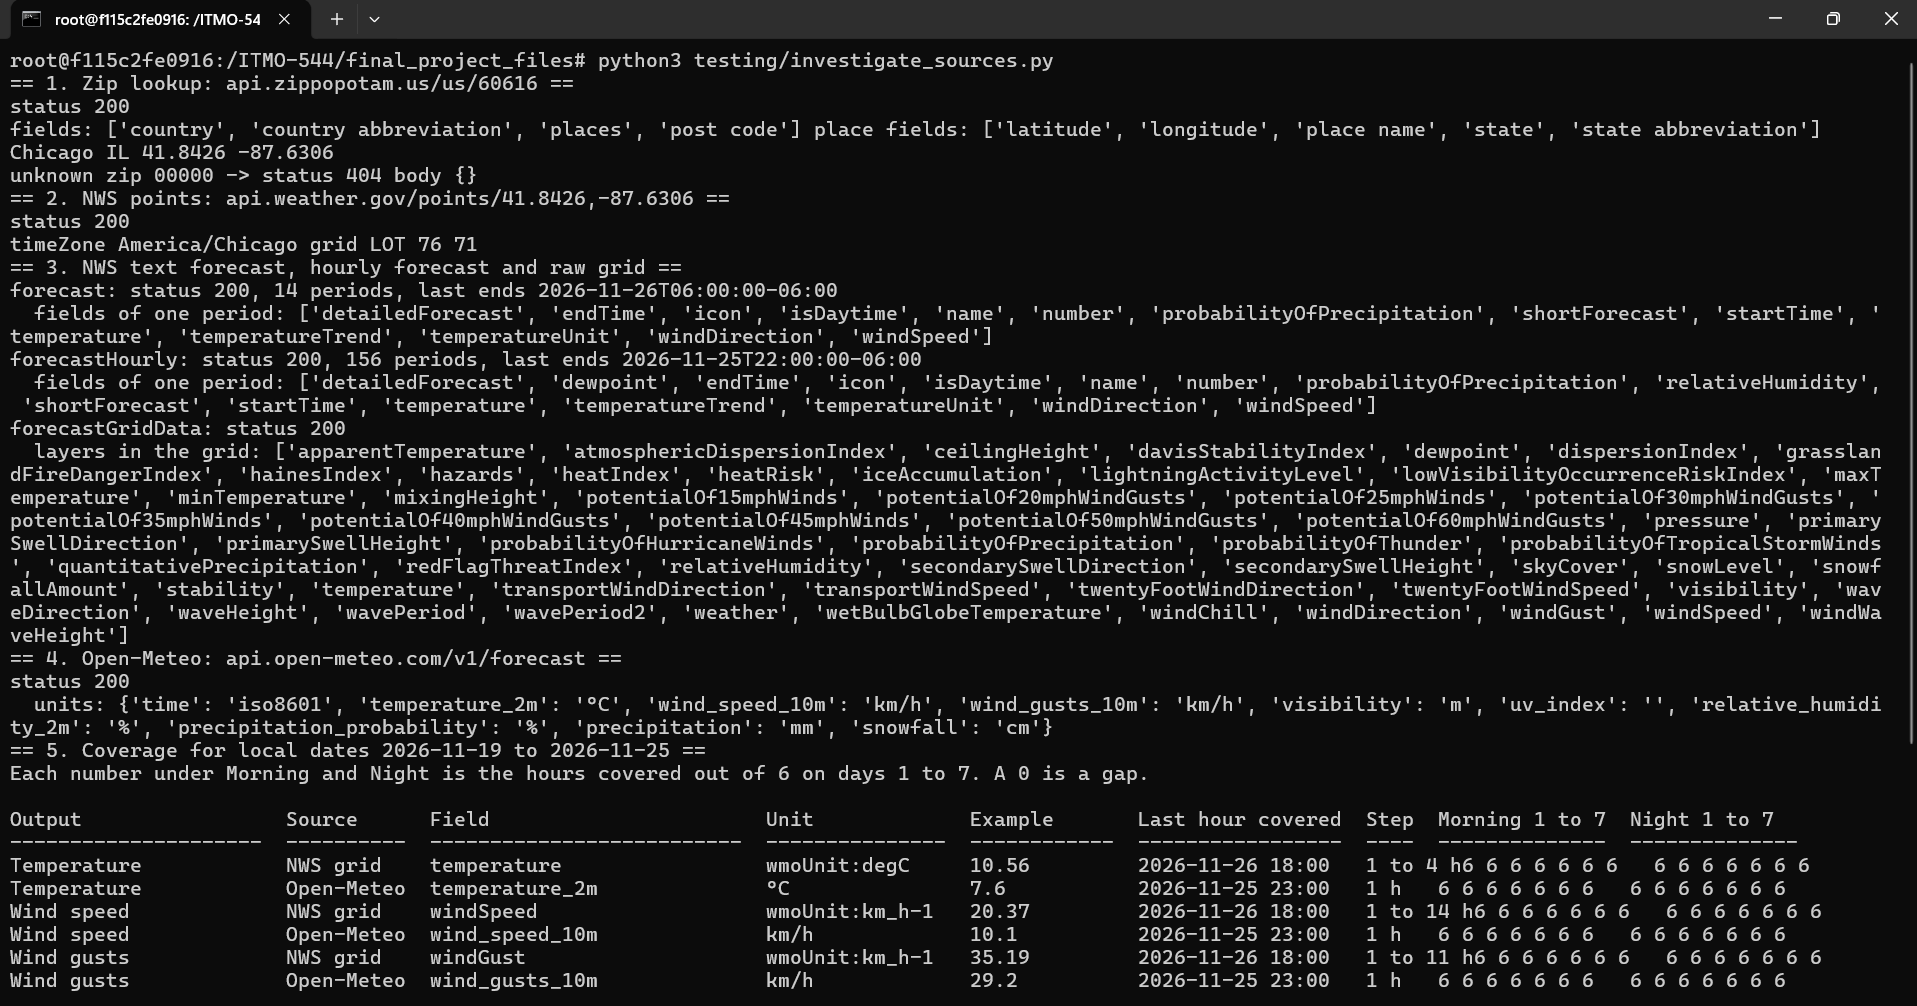 root@f115c2fe0916: /ITMO-54
root@f115c2fe0916:/ITMO-544/final_project_files# python3 testing/investigate_sources.py
== 1. Zip lookup: api.zippopotam.us/us/60616 ==
status 200
fields: ['country', 'country abbreviation', 'places', 'post code'] place fields: ['latitude', 'longitude', 'place name', 'state', 'state abbreviation']
Chicago IL 41.8426 -87.6306
unknown zip 00000 -> status 404 body {}
== 2. NWS points: api.weather.gov/points/41.8426,-87.6306 ==
status 200
timeZone America/Chicago grid LOT 76 71
== 3. NWS text forecast, hourly forecast and raw grid ==
forecast: status 200, 14 periods, last ends 2026-11-26T06:00:00-06:00
  fields of one period: ['detailedForecast', 'endTime', 'icon', 'isDaytime', 'name', 'number', 'probabilityOfPrecipitation', 'shortForecast', 'startTime', '
temperature', 'temperatureTrend', 'temperatureUnit', 'windDirection', 'windSpeed']
forecastHourly: status 200, 156 periods, last ends 2026-11-25T22:00:00-06:00
  fields of one period: ['detailedForecast', 'dewpoint', 'endTime', 'icon', 'isDaytime', 'name', 'number', 'probabilityOfPrecipitation', 'relativeHumidity',
 'shortForecast', 'startTime', 'temperature', 'temperatureTrend', 'temperatureUnit', 'windDirection', 'windSpeed']
forecastGridData: status 200
  layers in the grid: ['apparentTemperature', 'atmosphericDispersionIndex', 'ceilingHeight', 'davisStabilityIndex', 'dewpoint', 'dispersionIndex', 'grasslan
dFireDangerIndex', 'hainesIndex', 'hazards', 'heatIndex', 'heatRisk', 'iceAccumulation', 'lightningActivityLevel', 'lowVisibilityOccurrenceRiskIndex', 'maxT
emperature', 'minTemperature', 'mixingHeight', 'potentialOf15mphWinds', 'potentialOf20mphWindGusts', 'potentialOf25mphWinds', 'potentialOf30mphWindGusts', '
potentialOf35mphWinds', 'potentialOf40mphWindGusts', 'potentialOf45mphWinds', 'potentialOf50mphWindGusts', 'potentialOf60mphWindGusts', 'pressure', 'primary
SwellDirection', 'primarySwellHeight', 'probabilityOfHurricaneWinds', 'probabilityOfPrecipitation', 'probabilityOfThunder', 'probabilityOfTropicalStormWinds
', 'quantitativePrecipitation', 'redFlagThreatIndex', 'relativeHumidity', 'secondarySwellDirection', 'secondarySwellHeight', 'skyCover', 'snowLevel', 'snowf
allAmount', 'stability', 'temperature', 'transportWindDirection', 'transportWindSpeed', 'twentyFootWindDirection', 'twentyFootWindSpeed', 'visibility', 'wav
eDirection', 'waveHeight', 'wavePeriod', 'wavePeriod2', 'weather', 'wetBulbGlobeTemperature', 'windChill', 'windDirection', 'windGust', 'windSpeed', 'windWa
veHeight']
== 4. Open-Meteo: api.open-meteo.com/v1/forecast ==
status 200
  units: {'time': 'iso8601', 'temperature_2m': '°C', 'wind_speed_10m': 'km/h', 'wind_gusts_10m': 'km/h', 'visibility': 'm', 'uv_index': '', 'relative_humidi
ty_2m': '%', 'precipitation_probability': '%', 'precipitation': 'mm', 'snowfall': 'cm'}
== 5. Coverage for local dates 2026-11-19 to 2026-11-25 ==
Each number under Morning and Night is the hours covered out of 6 on days 1 to 7. A 0 is a gap.
Output                 Source      Field                       Unit             Example       Last hour covered  Step  Morning 1 to 7  Night 1 to 7
---------------------  ----------  --------------------------  ---------------  ------------  -----------------  ----  --------------  --------------
Temperature            NWS grid    temperature                 wmoUnit:degC     10.56         2026-11-26 18:00   1 to 4 h6 6 6 6 6 6 6   6 6 6 6 6 6 6
Temperature            Open-Meteo  temperature_2m              °C               7.6           2026-11-25 23:00   1 h   6 6 6 6 6 6 6   6 6 6 6 6 6 6
Wind speed             NWS grid    windSpeed                   wmoUnit:km_h-1   20.37         2026-11-26 18:00   1 to 14 h6 6 6 6 6 6 6   6 6 6 6 6 6 6
Wind speed             Open-Meteo  wind_speed_10m              km/h             10.1          2026-11-25 23:00   1 h   6 6 6 6 6 6 6   6 6 6 6 6 6 6
Wind gusts             NWS grid    windGust                    wmoUnit:km_h-1   35.19         2026-11-26 18:00   1 to 11 h6 6 6 6 6 6 6   6 6 6 6 6 6 6
Wind gusts             Open-Meteo  wind_gusts_10m              km/h             29.2          2026-11-25 23:00   1 h   6 6 6 6 6 6 6   6 6 6 6 6 6 6